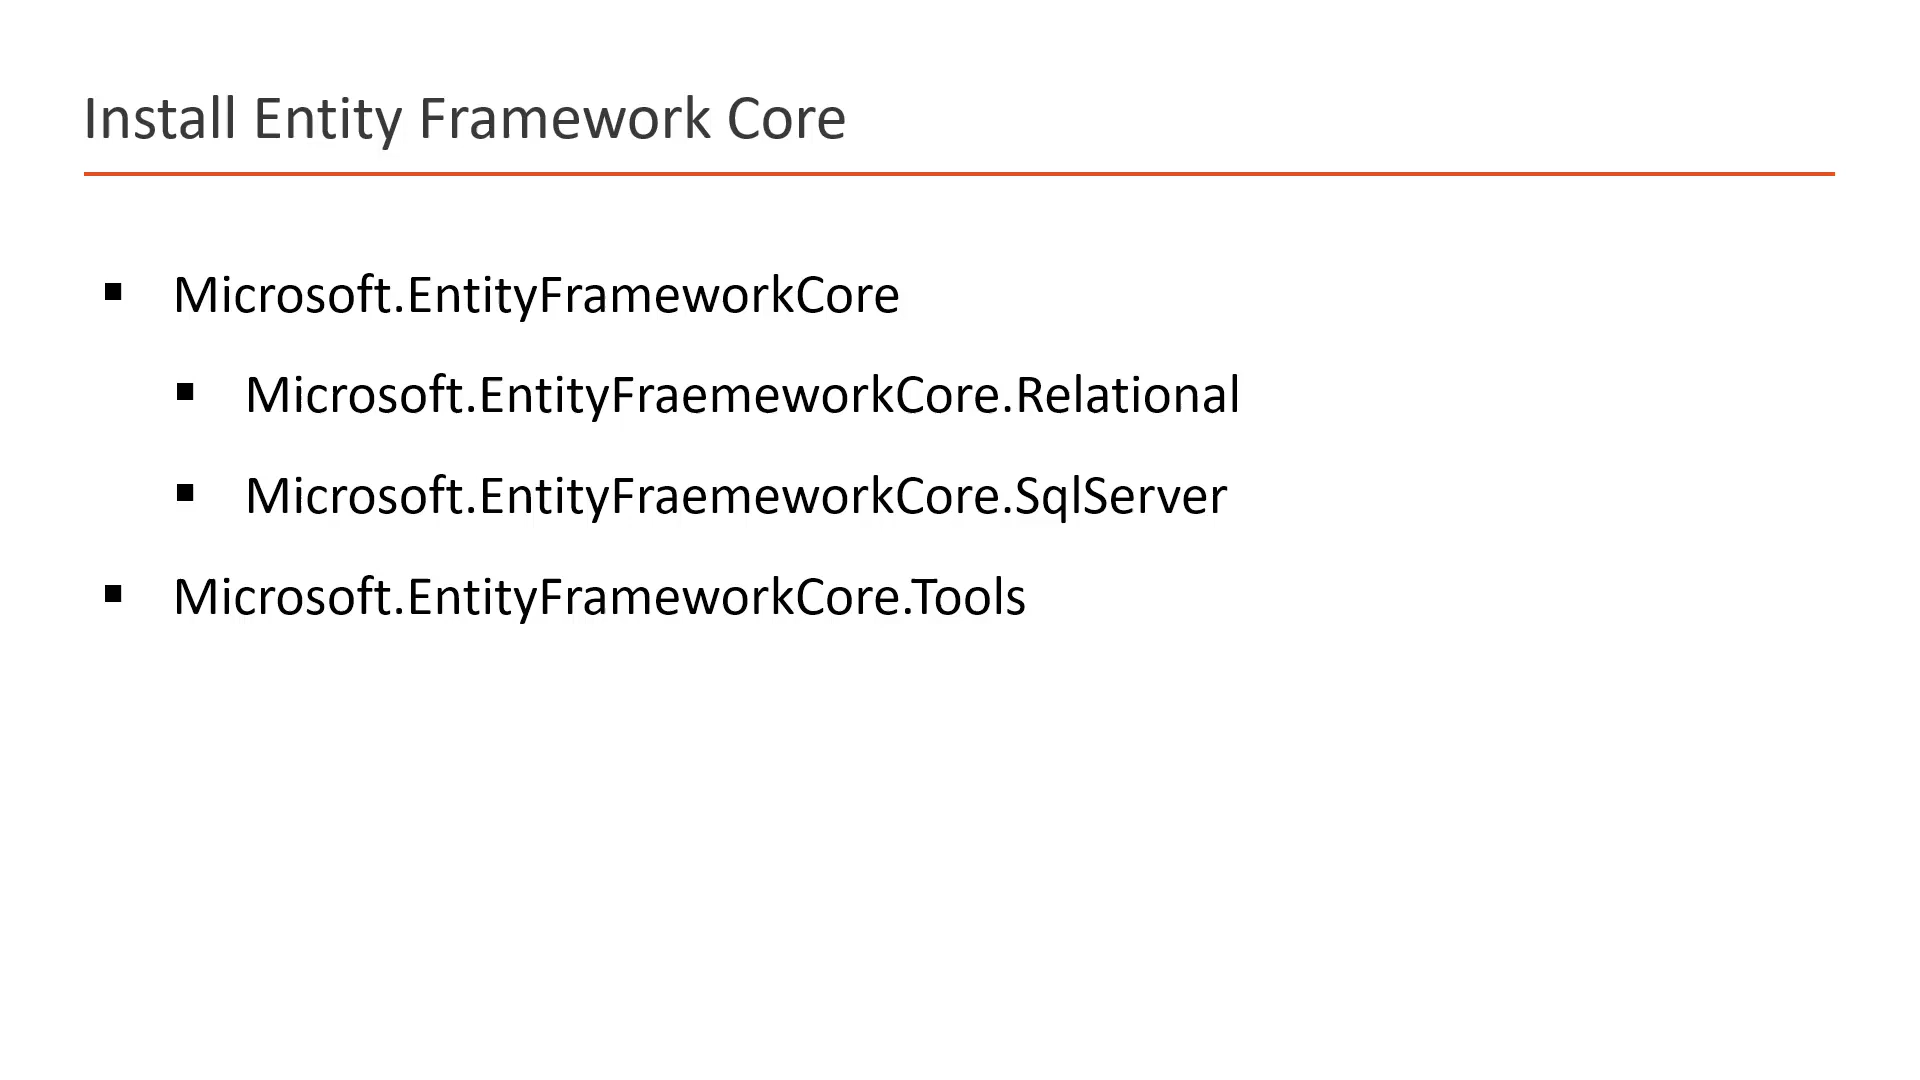 Install Entity Framework Core
▪ Microsoft.EntityFrameworkCore
▪ Microsoft.EntityFraemeworkCore.Relational
▪ Microsoft.EntityFraemeworkCore.SqlServer
▪ Microsoft.EntityFrameworkCore.Tools